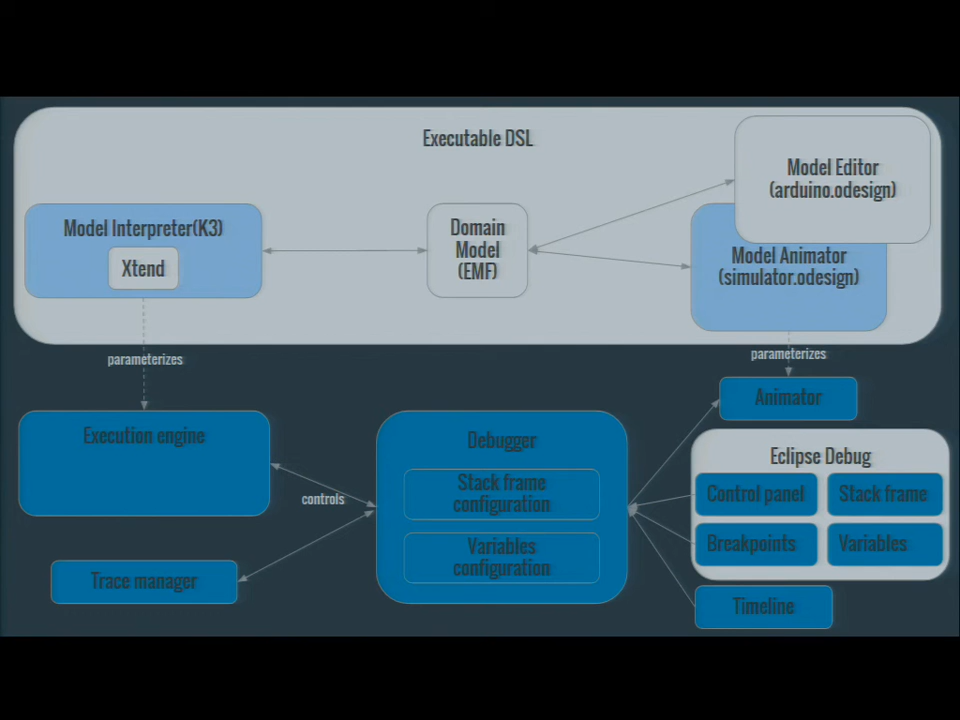 Executable DSL
Model Editor
(arduino.odesign)
Model Interpreter(K3)
Xtend
Domain
Model
(EMF)
Model Animator
(simulator.odesign)
parameterizes
parameterizes
Animator
Execution engine
Debugger
Stack frame
configuration
Variables
configuration
controls
Trace manager
Eclipse Debug
Control panel
Stack frame
Breakpoints
Variables
Timeline